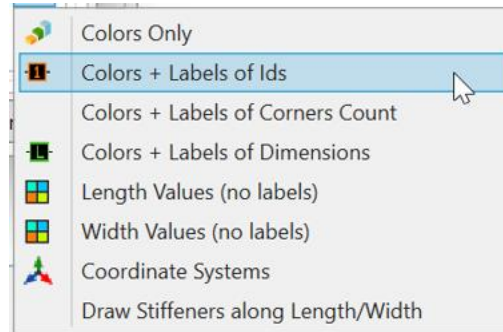 Colors Only
Colors + Labels of Ids
Colors + Labels of Corners Count
Colors + Labels of Dimensions
Length Values (no labels)
Width Values (no labels)
Coordinate Systems
Draw Stiffeners along Length/Width